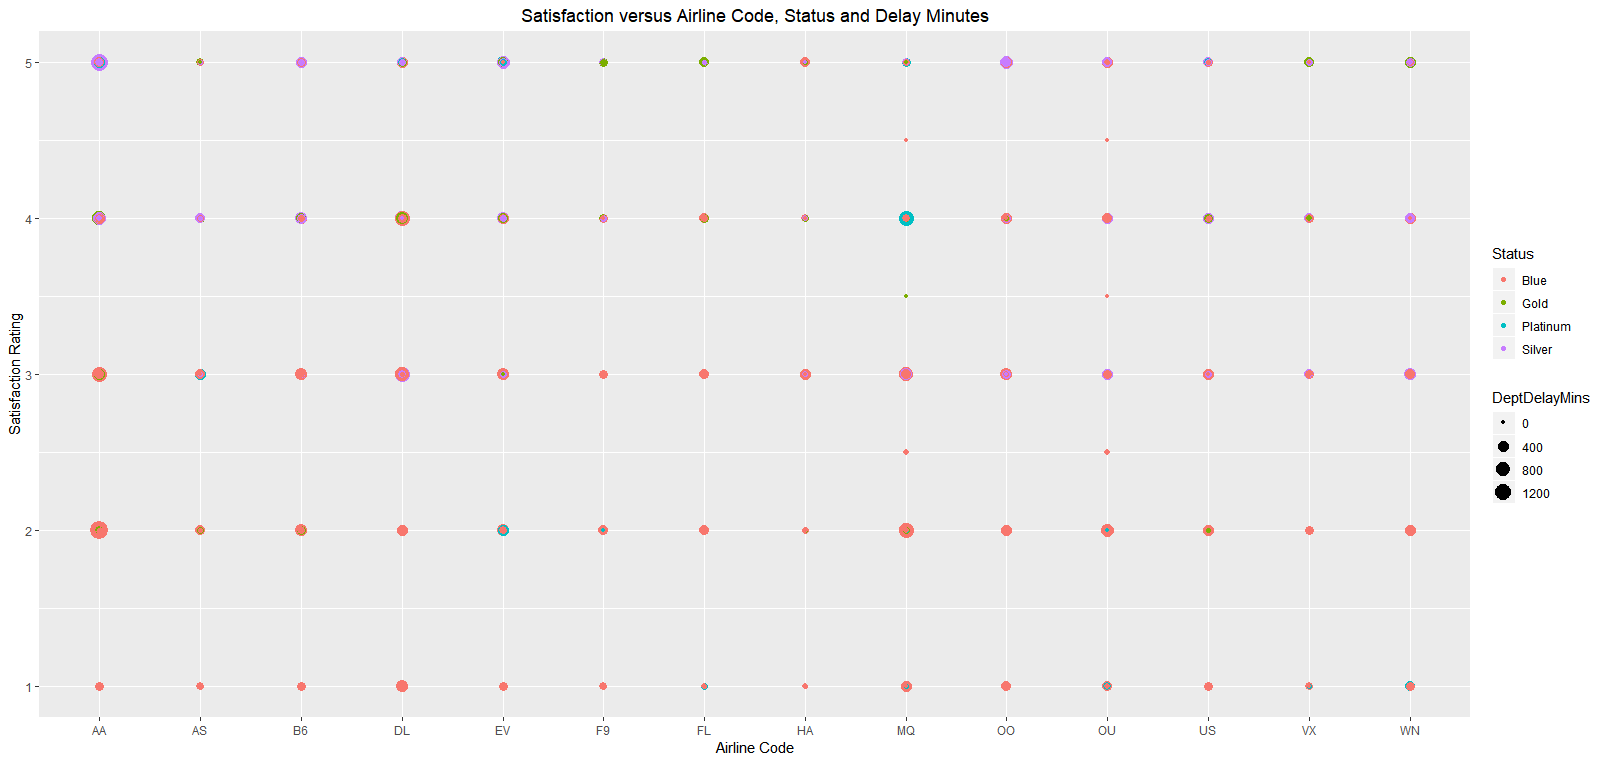 Satisfaction versus Airline Code, Status and Delay Minutes
Satisfaction Rating
5
4
3
2
1
AA AS B6 DL EV F9 FL HA MQ OO OU US VX WN
Airline Code
Status
Blue
Gold
Platinum
Silver
DeptDelayMins
0
400
800
1200